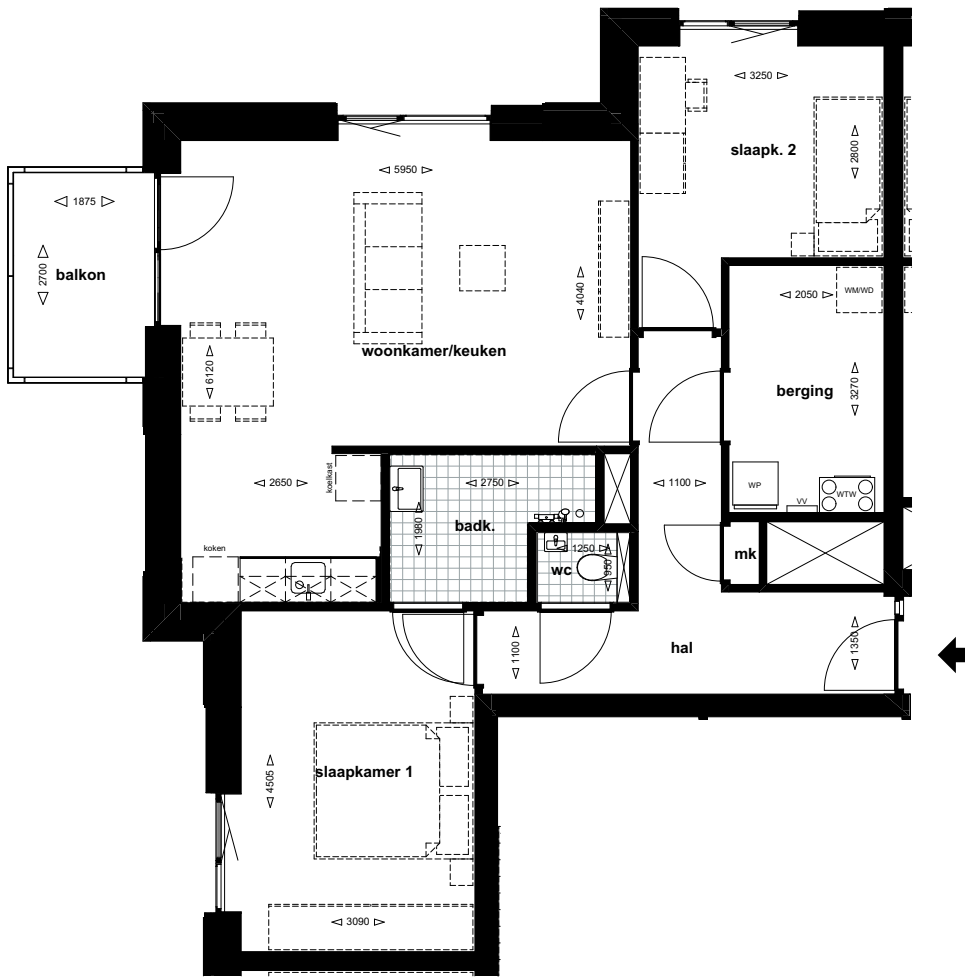 3250
slaapk. 2
2800
5950
1875
2700
balkon
4040
2050
WM/WD
woonkamer/keuken
6120
berging
3270
2650
koelkast
2750
1100
WP
VV
WTW
badk.
1980
koken
1250
wc
950
mk
1100
hal
1350
slaapkamer 1
4505
3090